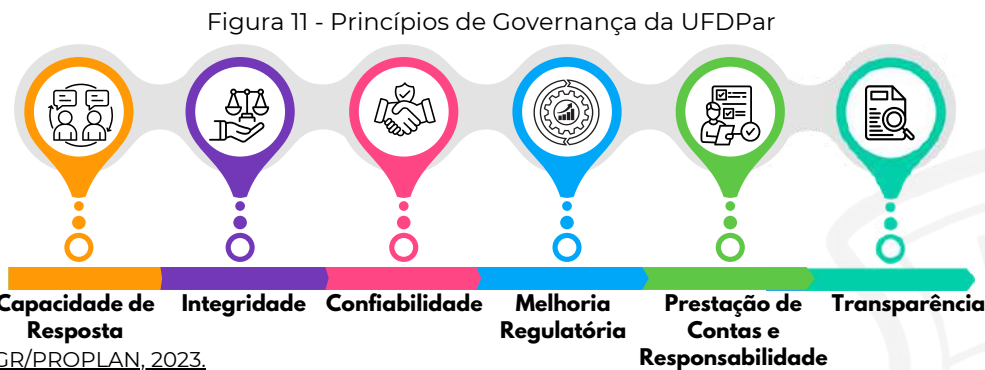 Figura 11 - Princípios de Governança da UFDPar
Capacidade de
Resposta
Integridade
Confiabilidade
Melhoria
Regulatória
Prestação de
Contas e
Responsabilidade
Transparência
GR/PROPLAN, 2023.